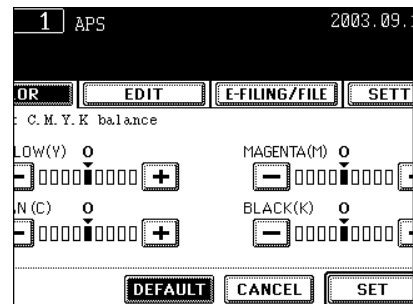 1 APS 2003.09.
OR EDIT E-FILING/FILE SETT
: C.M.Y.K balance
LOW(Y) 0 MAGENTA(M) 0
− + − +
N (C) 0 BLACK(K) 0
− + − +
DEFAULT CANCEL SET